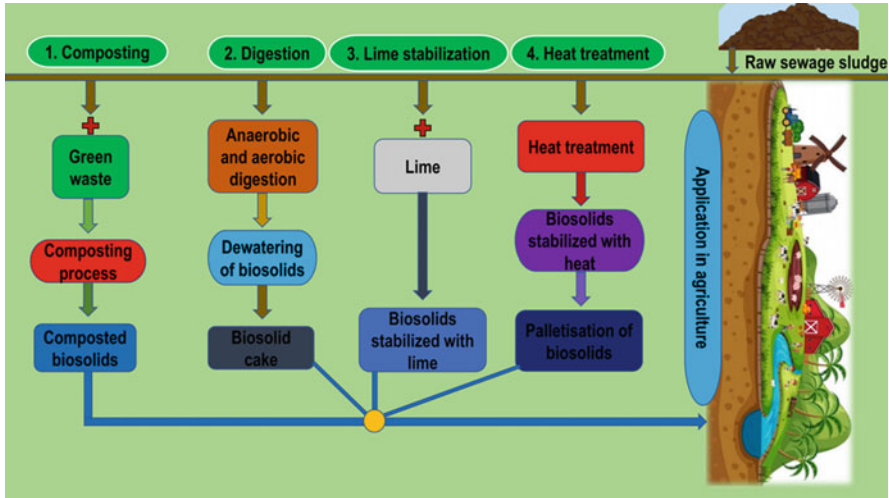 1. Composting
2. Digestion
3. Lime stabilization
4. Heat treatment
Raw sewage sludge
Green
waste
Anaerobic
and aerobic
digestion
Lime
Heat treatment
Composting
process
Dewatering
of biosolids
Biosolids
stabilized with
heat
Composted
biosolids
Biosolid
cake
Biosolids
stabilized with
lime
Palletisation of
biosolids
Application in agriculture